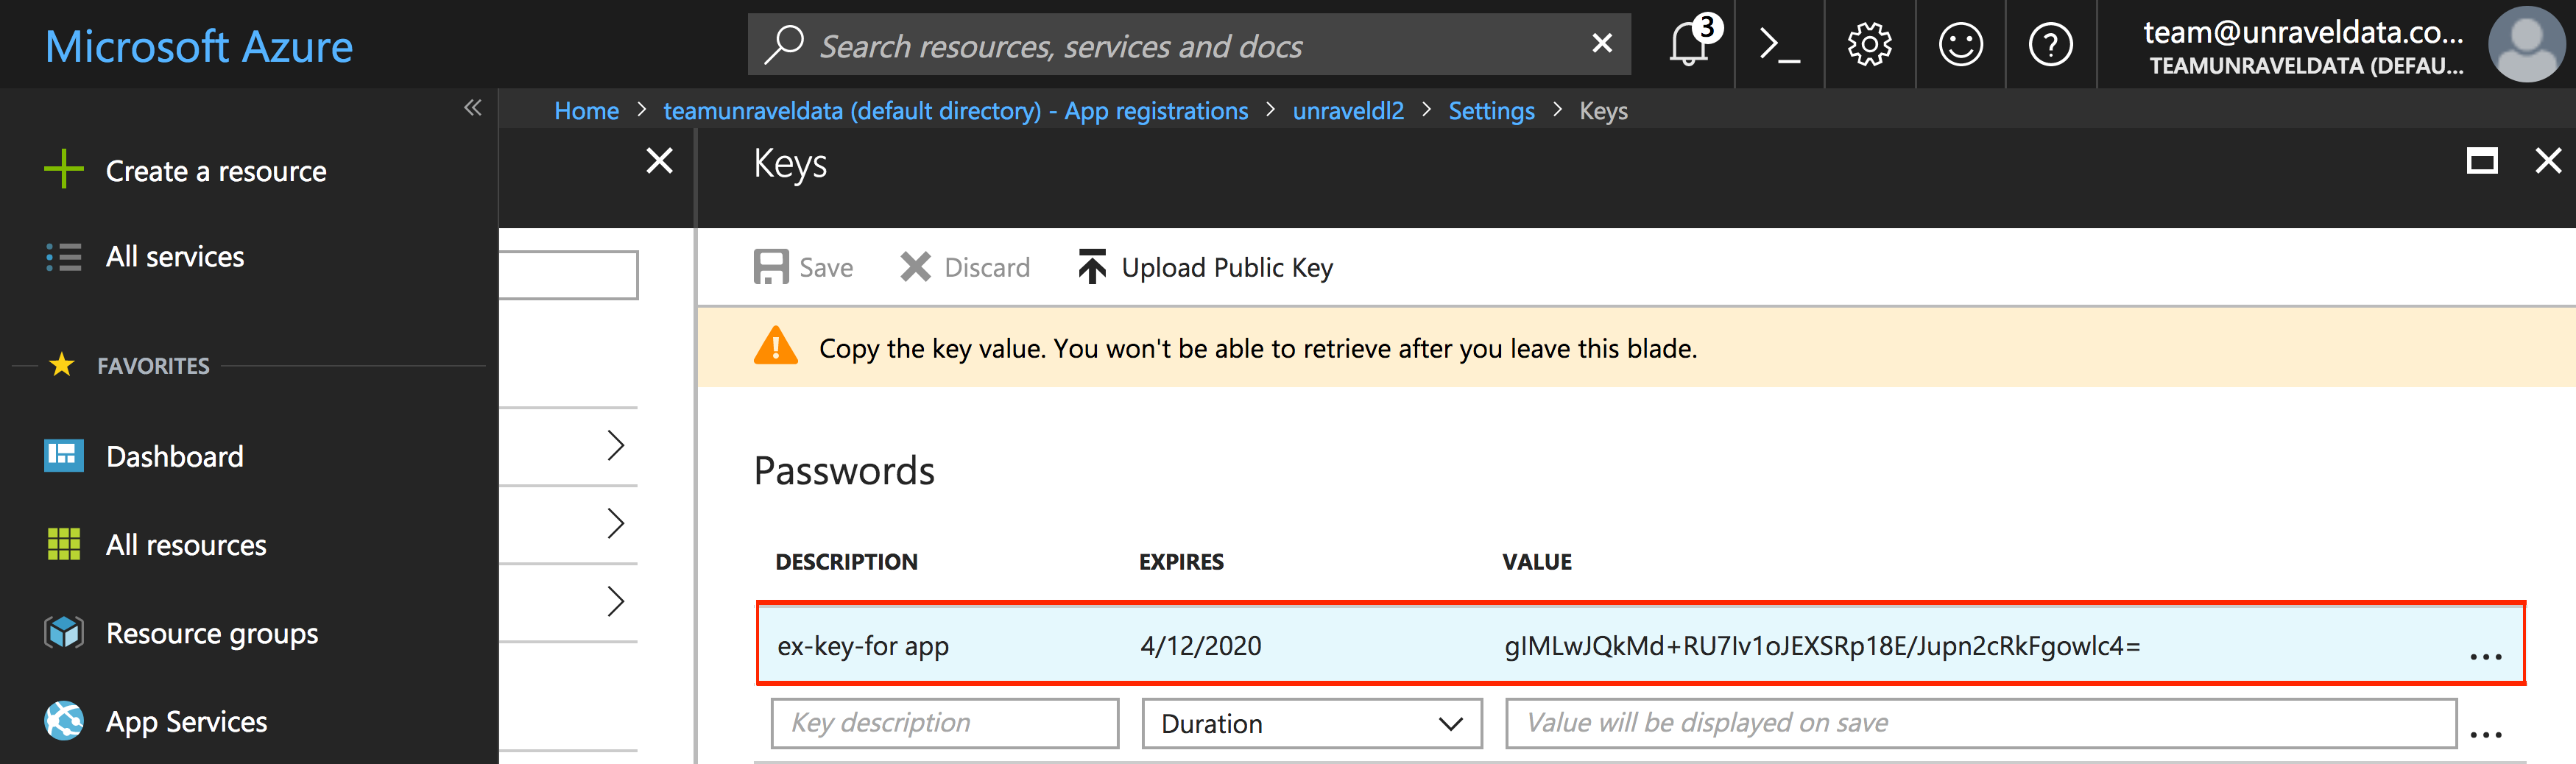 Microsoft Azure
Search resources, services and docs
3
team@unraveldata.co...
TEAMUNRAVELDATA (DEFAU...
Home > teamunraveldata (default directory) - App registrations > unraveldl2 > Settings > Keys
Create a resource
All services
FAVORITES
Dashboard
All resources
Resource groups
App Services
Keys
Save Discard Upload Public Key
Copy the key value. You won't be able to retrieve after you leave this blade.
Passwords
DESCRIPTION EXPIRES VALUE
ex-key-for app 4/12/2020 gIMLwJQkMd+RU7Iv1oJEXSRp18E/Jupn2cRkFgowlc4= ...
Key description Duration Value will be displayed on save ...